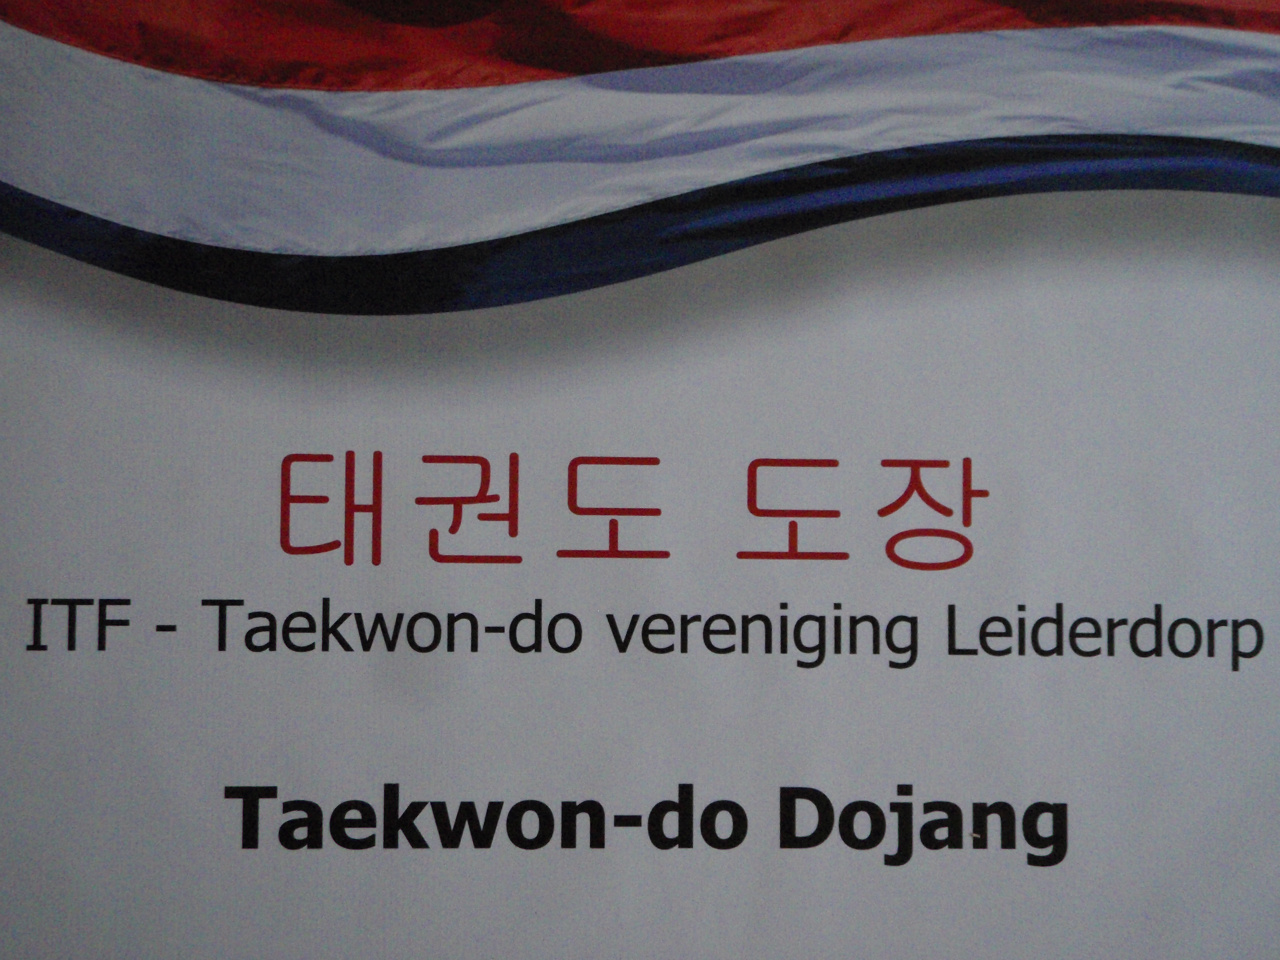 태권도 도장
ITF - Taekwon-do vereniging Leiderdorp
Taekwon-do Dojang